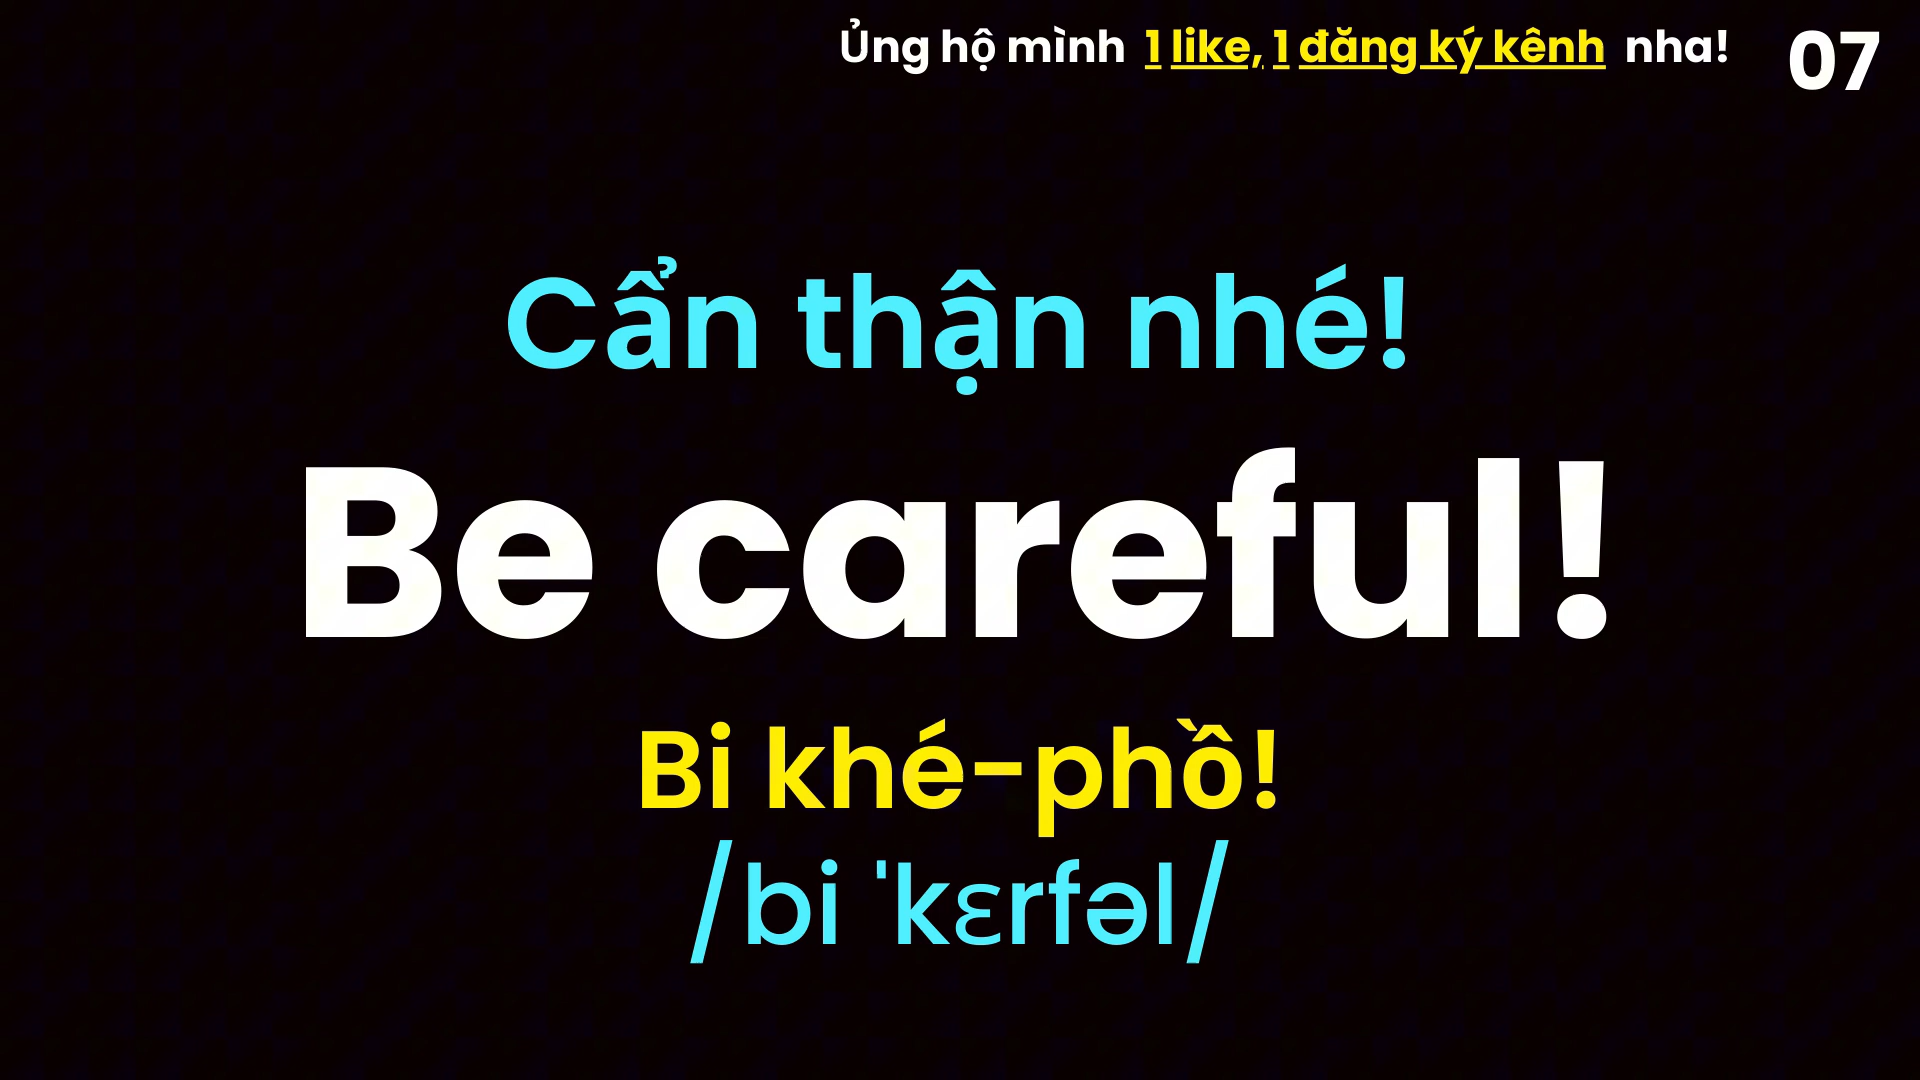 Ủng hộ mình 1 like, 1 đăng ký kênh nha! 07
Cẩn thận nhé!
Be careful!
Bi khé-phồ!
/bi ˈkɛrfəl/